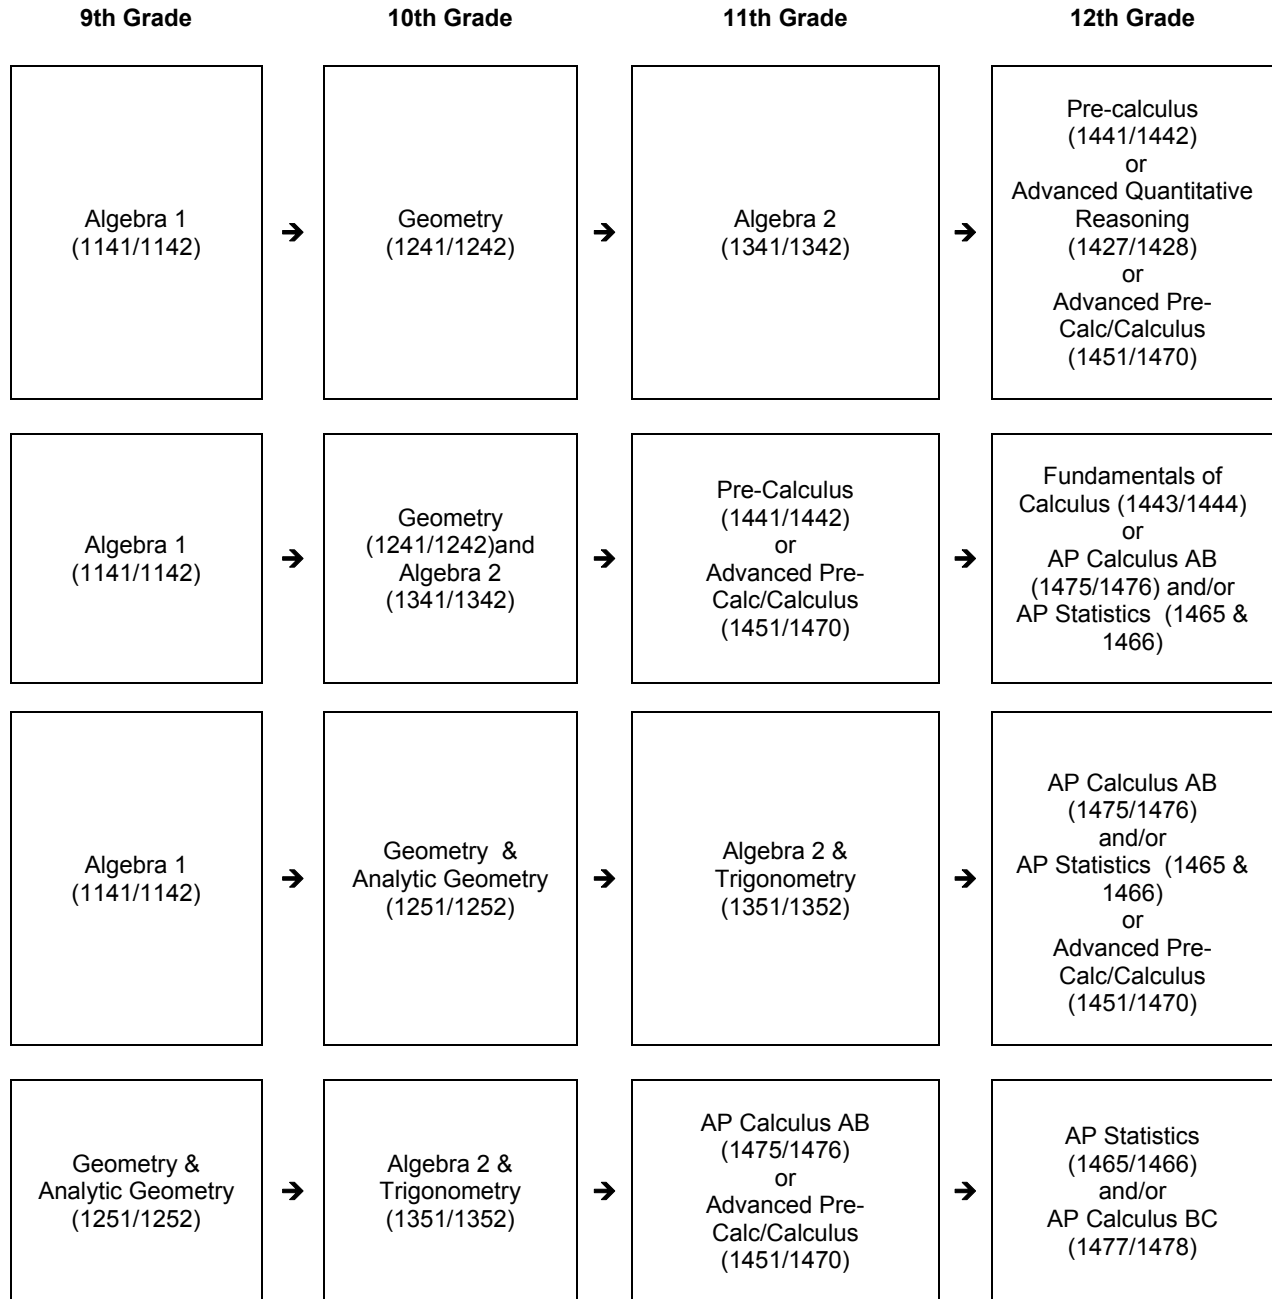 9th Grade
10th Grade
11th Grade
12th Grade
Algebra 1
(1141/1142)
➔
Geometry
(1241/1242)
➔
Algebra 2
(1341/1342)
➔
Pre-calculus
(1441/1442)
or
Advanced Quantitative
Reasoning
(1427/1428)
or
Advanced Pre-
Calc/Calculus
(1451/1470)
Algebra 1
(1141/1142)
➔
Geometry
(1241/1242)and
Algebra 2
(1341/1342)
➔
Pre-Calculus
(1441/1442)
or
Advanced Pre-
Calc/Calculus
(1451/1470)
➔
Fundamentals of
Calculus (1443/1444)
or
AP Calculus AB
(1475/1476) and/or
AP Statistics (1465 &
1466)
Algebra 1
(1141/1142)
➔
Geometry &
Analytic Geometry
(1251/1252)
➔
Algebra 2 &
Trigonometry
(1351/1352)
➔
AP Calculus AB
(1475/1476)
and/or
AP Statistics (1465 &
1466)
or
Advanced Pre-
Calc/Calculus
(1451/1470)
Geometry &
Analytic Geometry
(1251/1252)
➔
Algebra 2 &
Trigonometry
(1351/1352)
➔
AP Calculus AB
(1475/1476)
or
Advanced Pre-
Calc/Calculus
(1451/1470)
➔
AP Statistics
(1465/1466)
and/or
AP Calculus BC
(1477/1478)